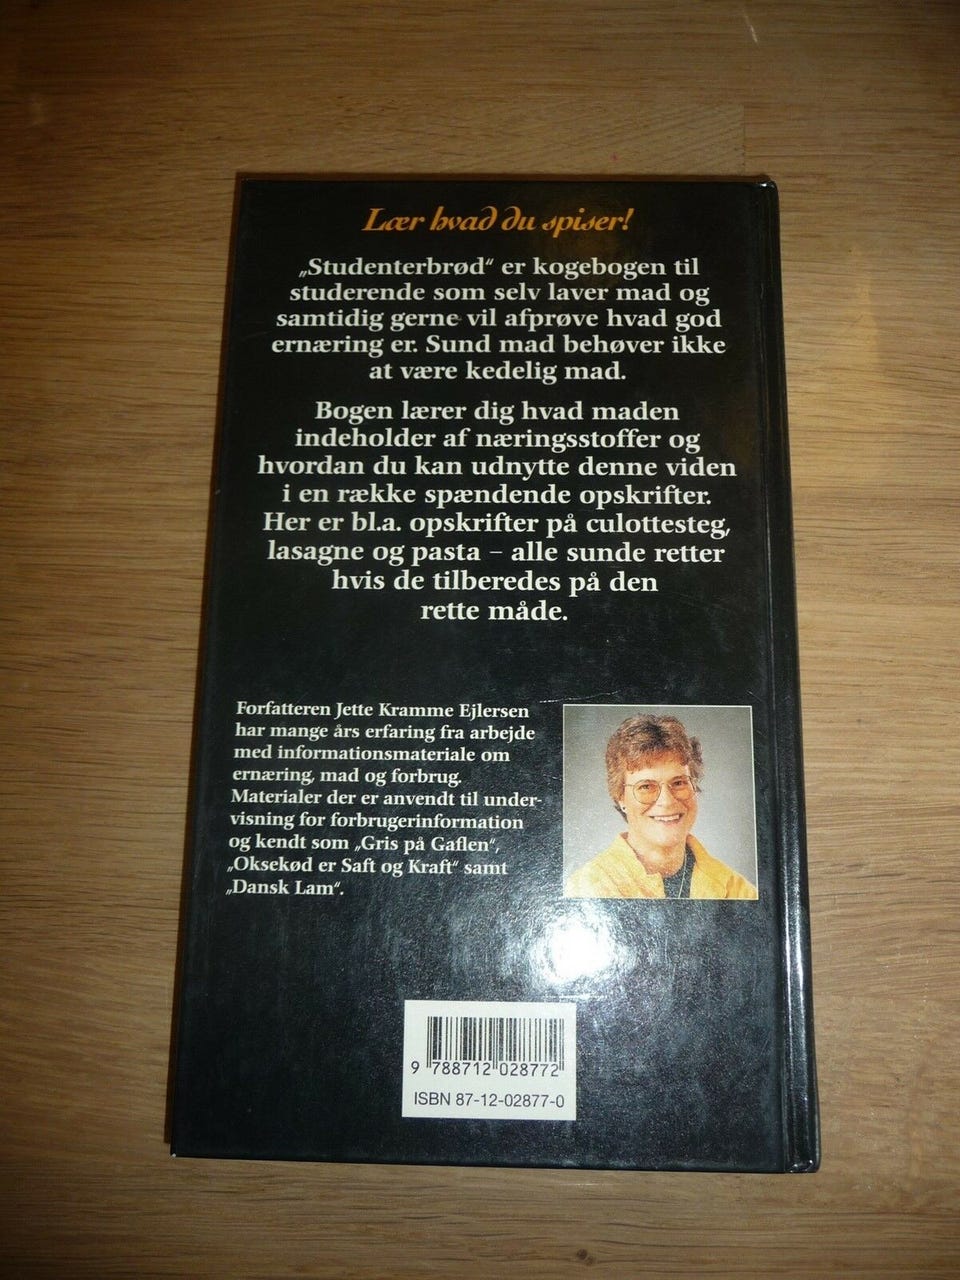 Lær hvad du spiser!
„Studenterbrød“ er kogebogen til
studerende som selv laver mad og
samtidig gerne vil afprøve hvad god
ernæring er. Sund mad behøver ikke
at være kedelig mad.
Bogen lærer dig hvad maden
indeholder af næringsstoffer og
hvordan du kan udnytte denne viden
i en række spændende opskrifter.
Her er bl.a. opskrifter på culottesteg,
lasagne og pasta – alle sunde retter
hvis de tilberedes på den
rette måde.
Forfatteren Jette Kramme Ejlersen
har mange års erfaring fra arbejde
med informationsmateriale om
ernæring, mad og forbrug.
Materialer der er anvendt til under-
visning for forbrugerinformation
og kendt som „Gris på Gaflen“,
„Oksekød er Saft og Kraft“ samt
„Dansk Lam“.
9 788712 028772
ISBN 87-12-02877-0